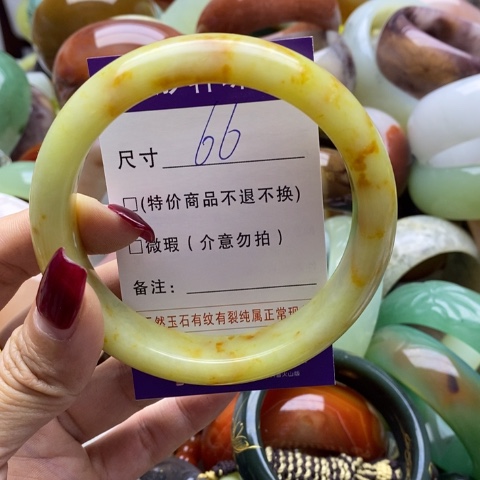 尺寸 66
□(特价商品不退不换)
□微瑕(介意勿拍)
备注:
然玉石有纹有裂纯属正常现